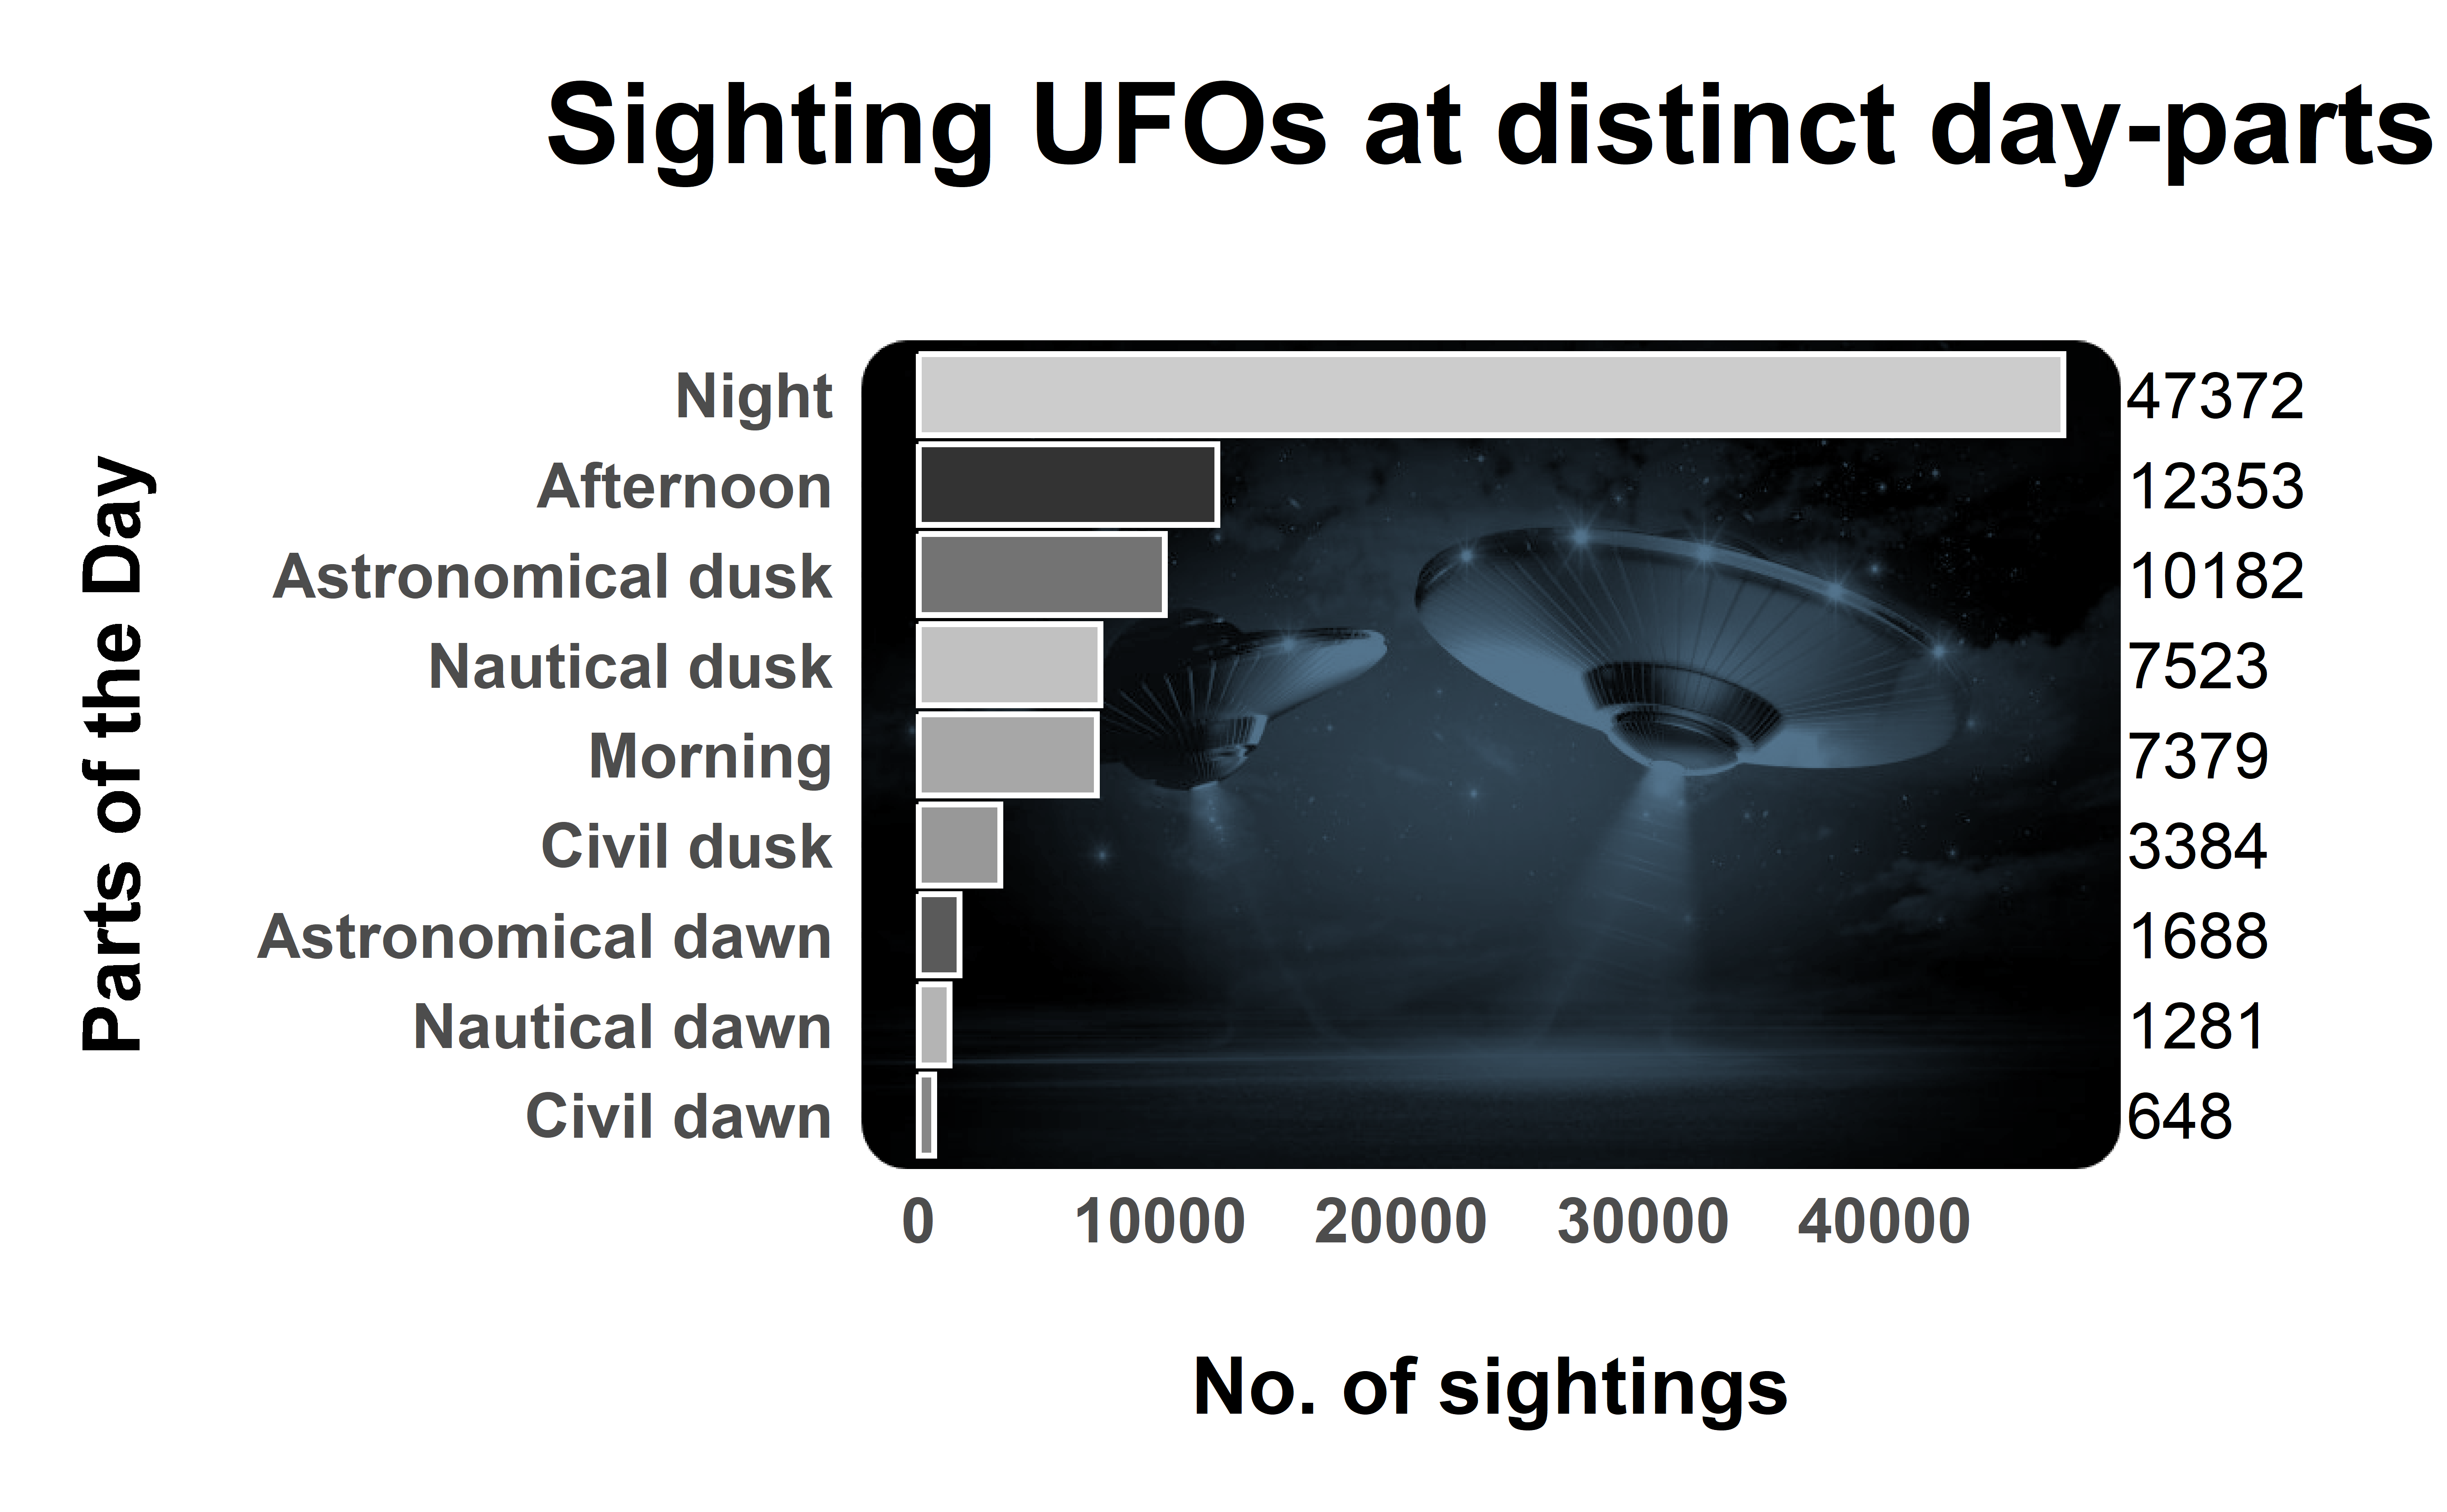 Sighting UFOs at distinct day-parts
Parts of the Day
Night 47372
Afternoon 12353
Astronomical dusk 10182
Nautical dusk 7523
Morning 7379
Civil dusk 3384
Astronomical dawn 1688
Nautical dawn 1281
Civil dawn 648
0 10000 20000 30000 40000
No. of sightings